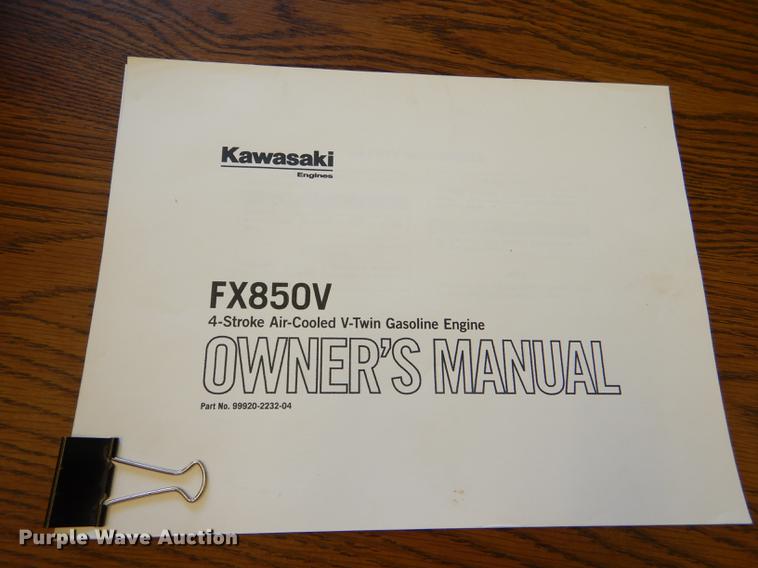 Kawasaki
Engines
FX850V
4-Stroke Air-Cooled V-Twin Gasoline Engine
OWNER'S MANUAL
Part No. 99920-2232-04
Purple Wave Auction